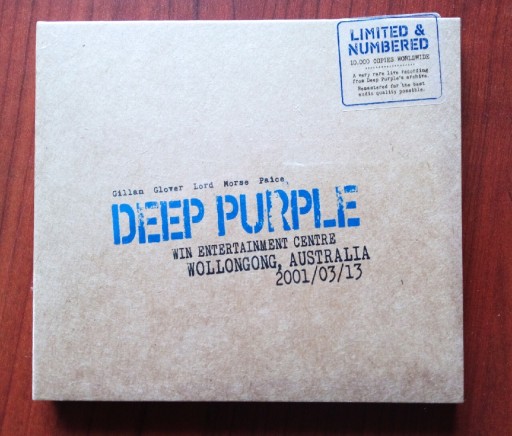 LIMITED &
NUMBERED
10.000 COPIES WORLDWIDE
A very rare live recording
from Deep Purple's archive.
Remastered for the best
audio quality possible.
Gillan Glover Lord Morse Paice
DEEP PURPLE
WIN ENTERTAINMENT CENTRE
WOLLONGONG, AUSTRALIA
2001/03/13